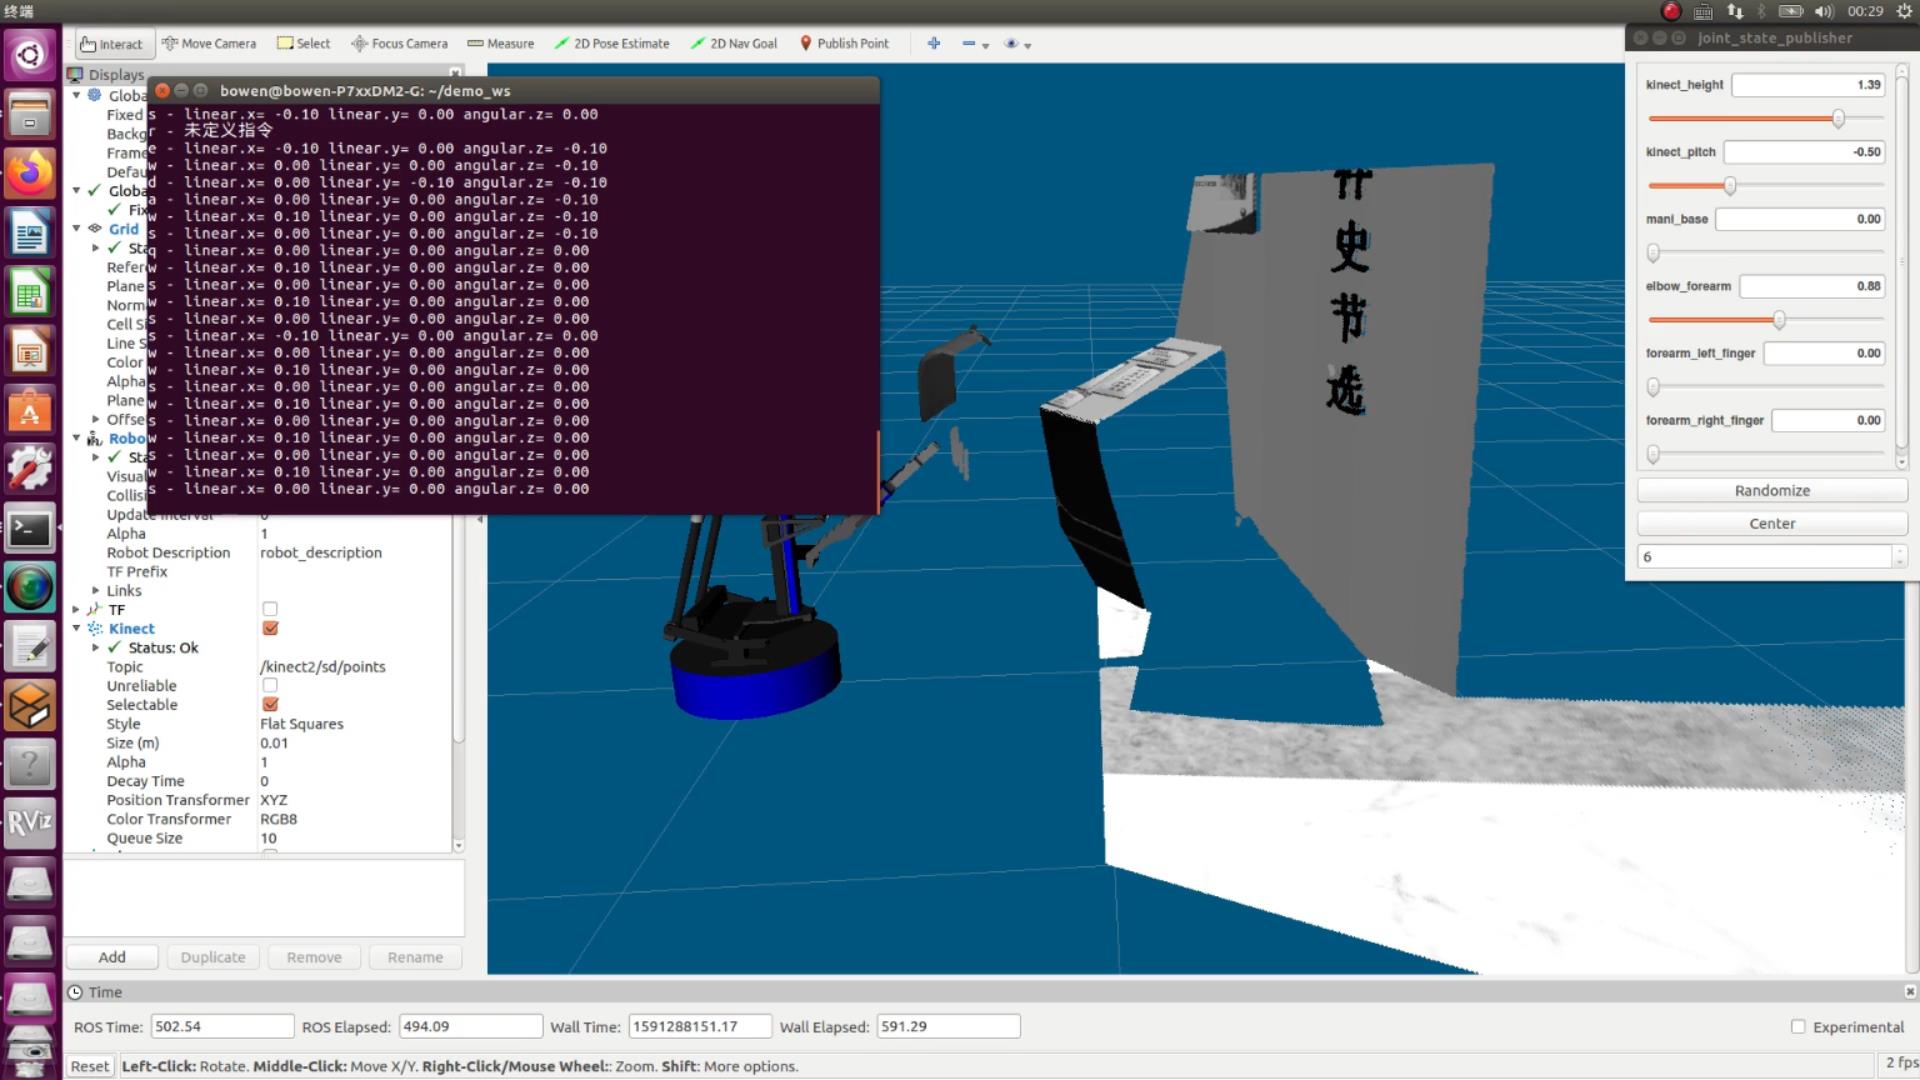 终端
00:29
Interact
Move Camera
Select
Focus Camera
Measure
2D Pose Estimate
2D Nav Goal
Publish Point
joint_state_publisher
Displays
bowen@bowen-P7xxDM2-G: ~/demo_ws
s - linear.x= -0.10 linear.y= 0.00 angular.z= 0.00
r - 未定义指令
e - linear.x= -0.10 linear.y= 0.00 angular.z= -0.10
w - linear.x= 0.00 linear.y= 0.00 angular.z= -0.10
d - linear.x= 0.00 linear.y= -0.10 angular.z= -0.10
a - linear.x= 0.00 linear.y= 0.00 angular.z= -0.10
w - linear.x= 0.10 linear.y= 0.00 angular.z= -0.10
s - linear.x= 0.00 linear.y= 0.00 angular.z= -0.10
q - linear.x= 0.00 linear.y= 0.00 angular.z= 0.00
w - linear.x= 0.10 linear.y= 0.00 angular.z= 0.00
s - linear.x= 0.00 linear.y= 0.00 angular.z= 0.00
w - linear.x= 0.10 linear.y= 0.00 angular.z= 0.00
s - linear.x= 0.00 linear.y= 0.00 angular.z= 0.00
s - linear.x= -0.10 linear.y= 0.00 angular.z= 0.00
w - linear.x= 0.00 linear.y= 0.00 angular.z= 0.00
w - linear.x= 0.10 linear.y= 0.00 angular.z= 0.00
s - linear.x= 0.00 linear.y= 0.00 angular.z= 0.00
w - linear.x= 0.10 linear.y= 0.00 angular.z= 0.00
s - linear.x= 0.00 linear.y= 0.00 angular.z= 0.00
w - linear.x= 0.10 linear.y= 0.00 angular.z= 0.00
s - linear.x= 0.00 linear.y= 0.00 angular.z= 0.00
w - linear.x= 0.10 linear.y= 0.00 angular.z= 0.00
s - linear.x= 0.00 linear.y= 0.00 angular.z= 0.00
Globa
Fixed
Backg
Frame
Defau
Globa
Fix
Grid
Sta
Refer
Plane
Norm
Cell Si
Line S
Color
Alpha
Plane
Offse
Robo
Sta
Visual
Collisi
Update Interval
Alpha 1
Robot Description robot_description
TF Prefix
Links
TF
Kinect
Status: Ok
Topic /kinect2/sd/points
Unreliable
Selectable
Style Flat Squares
Size (m) 0.01
Alpha 1
Decay Time 0
Position Transformer XYZ
Color Transformer RGB8
Queue Size 10
史
节
选
kinect_height 1.39
kinect_pitch -0.50
mani_base 0.00
elbow_forearm 0.88
forearm_left_finger 0.00
forearm_right_finger 0.00
Randomize
Center
6
RViz
Add
Duplicate
Remove
Rename
Time
ROS Time: 502.54
ROS Elapsed: 494.09
Wall Time: 1591288151.17
Wall Elapsed: 591.29
Experimental
Reset
Left-Click: Rotate. Middle-Click: Move X/Y. Right-Click/Mouse Wheel:: Zoom. Shift: More options.
2 fps